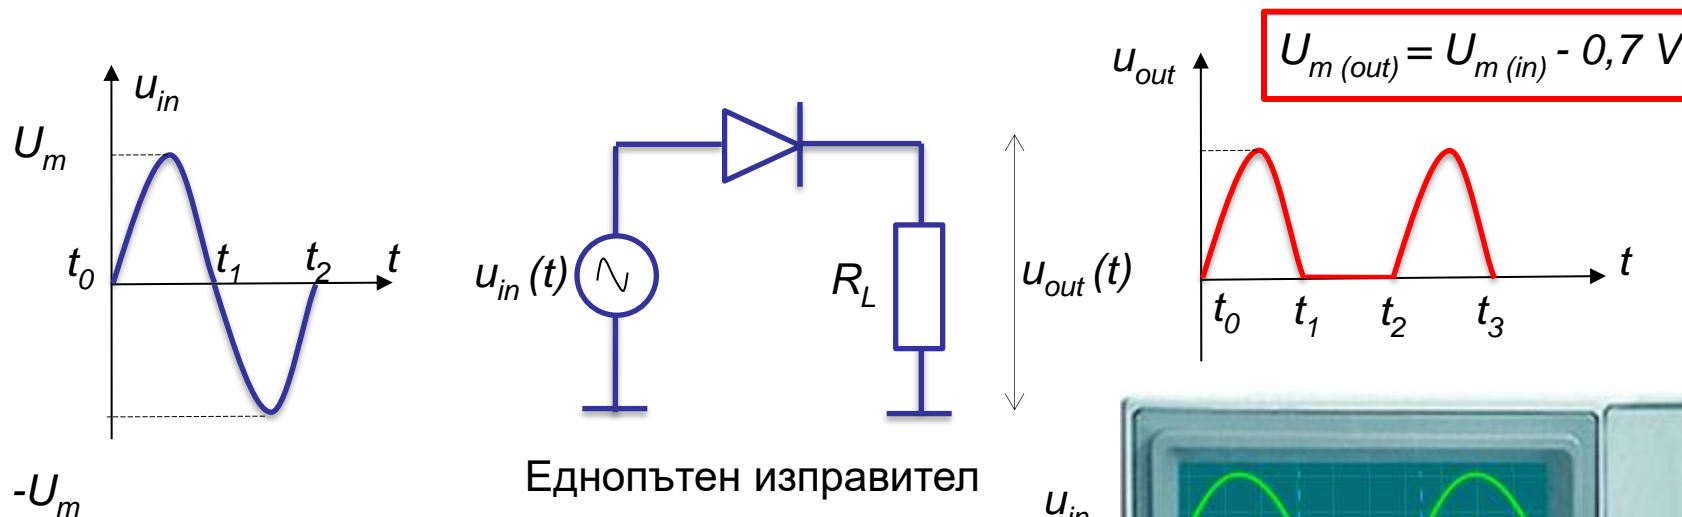 u_in
U_m
t_0
t_1
t_2
t
-U_m
u_in (t)
R_L
u_out (t)
Еднопътен изправител
u_out
U_m (out) = U_m (in) - 0,7 V
t_0
t_1
t_2
t_3
t
u_in